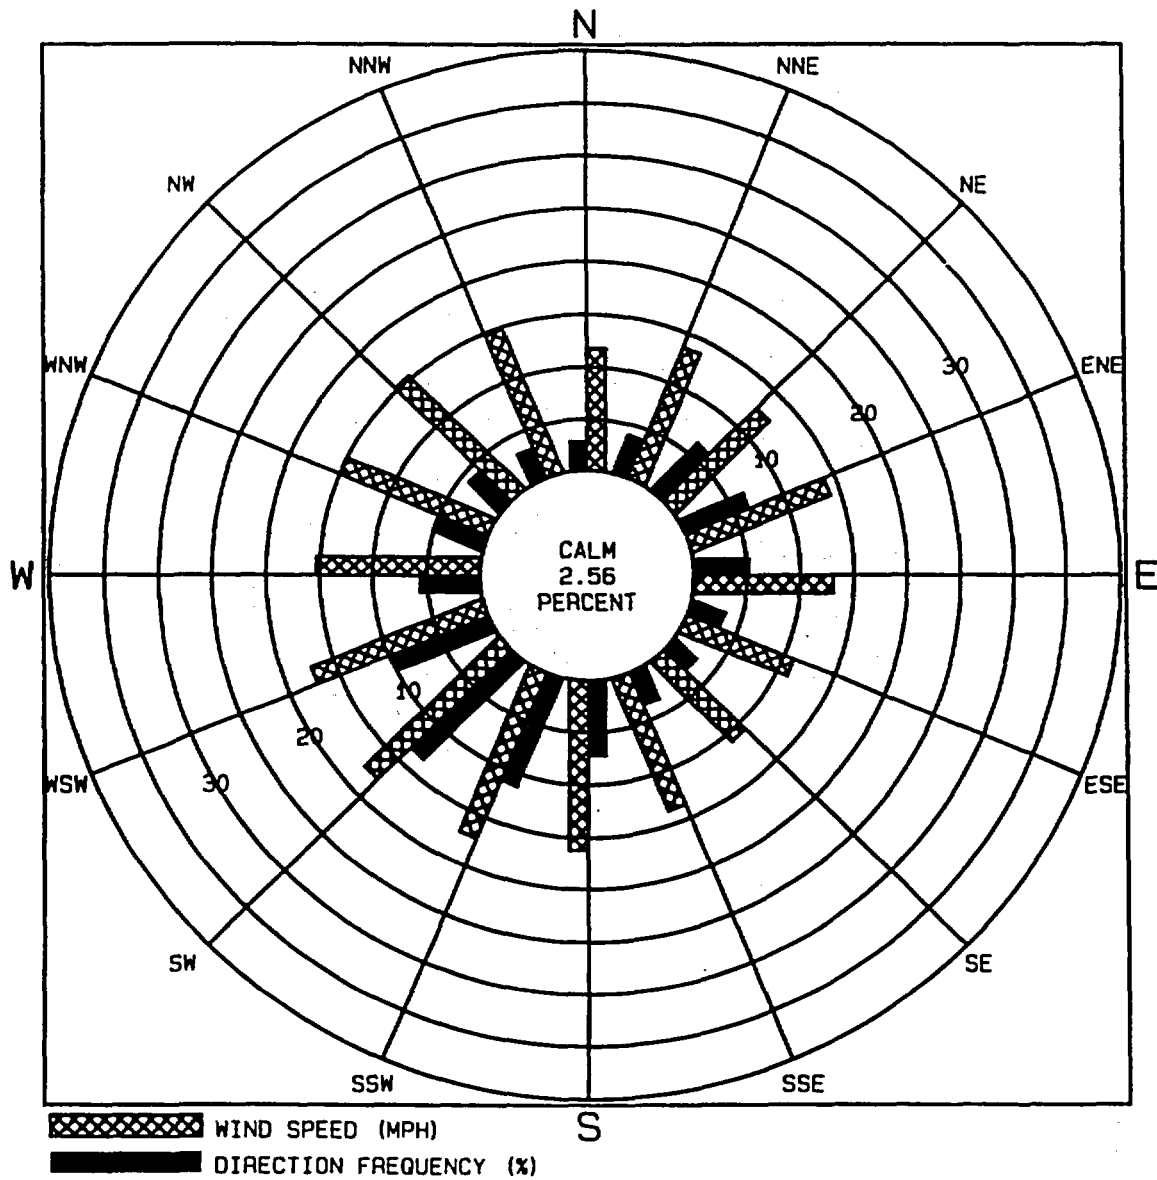 N
NNW
NNE
NW
NE
WNW
ENE
30
20
10
W
CALM
2.56
PERCENT
E
10
20
30
WSW
ESE
SW
SE
SSW
SSE
S
WIND SPEED (MPH)
DIRECTION FREQUENCY (%)